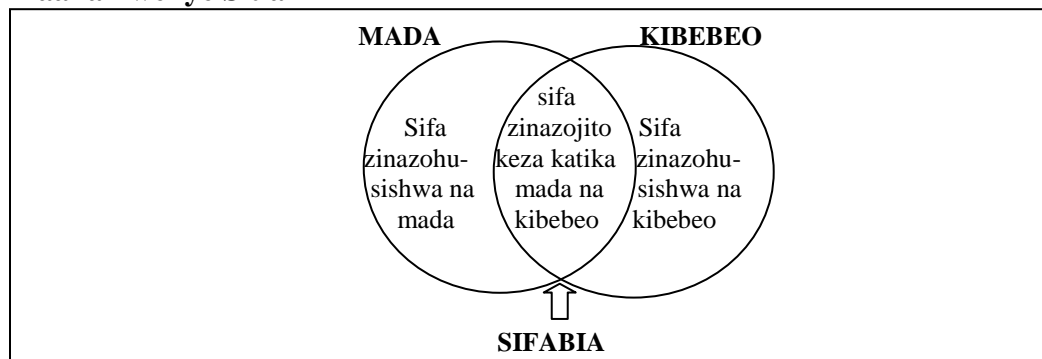 MADA
KIBEBEO
Sifa
zinazohu-
sishwa na
mada
sifa
zinazojito
keza katika
mada na
kibebeo
Sifa
zinazohu-
sishwa na
kibebeo
SIFABIA